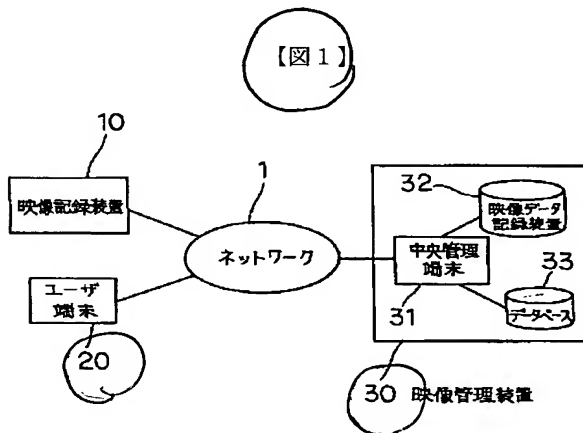 【図1】
10
映像記録装置
1
ネットワーク
ユーザ
端末
20
32
映像データ
記録装置
中央管理
端末
31
33
データベース
30 映像管理装置